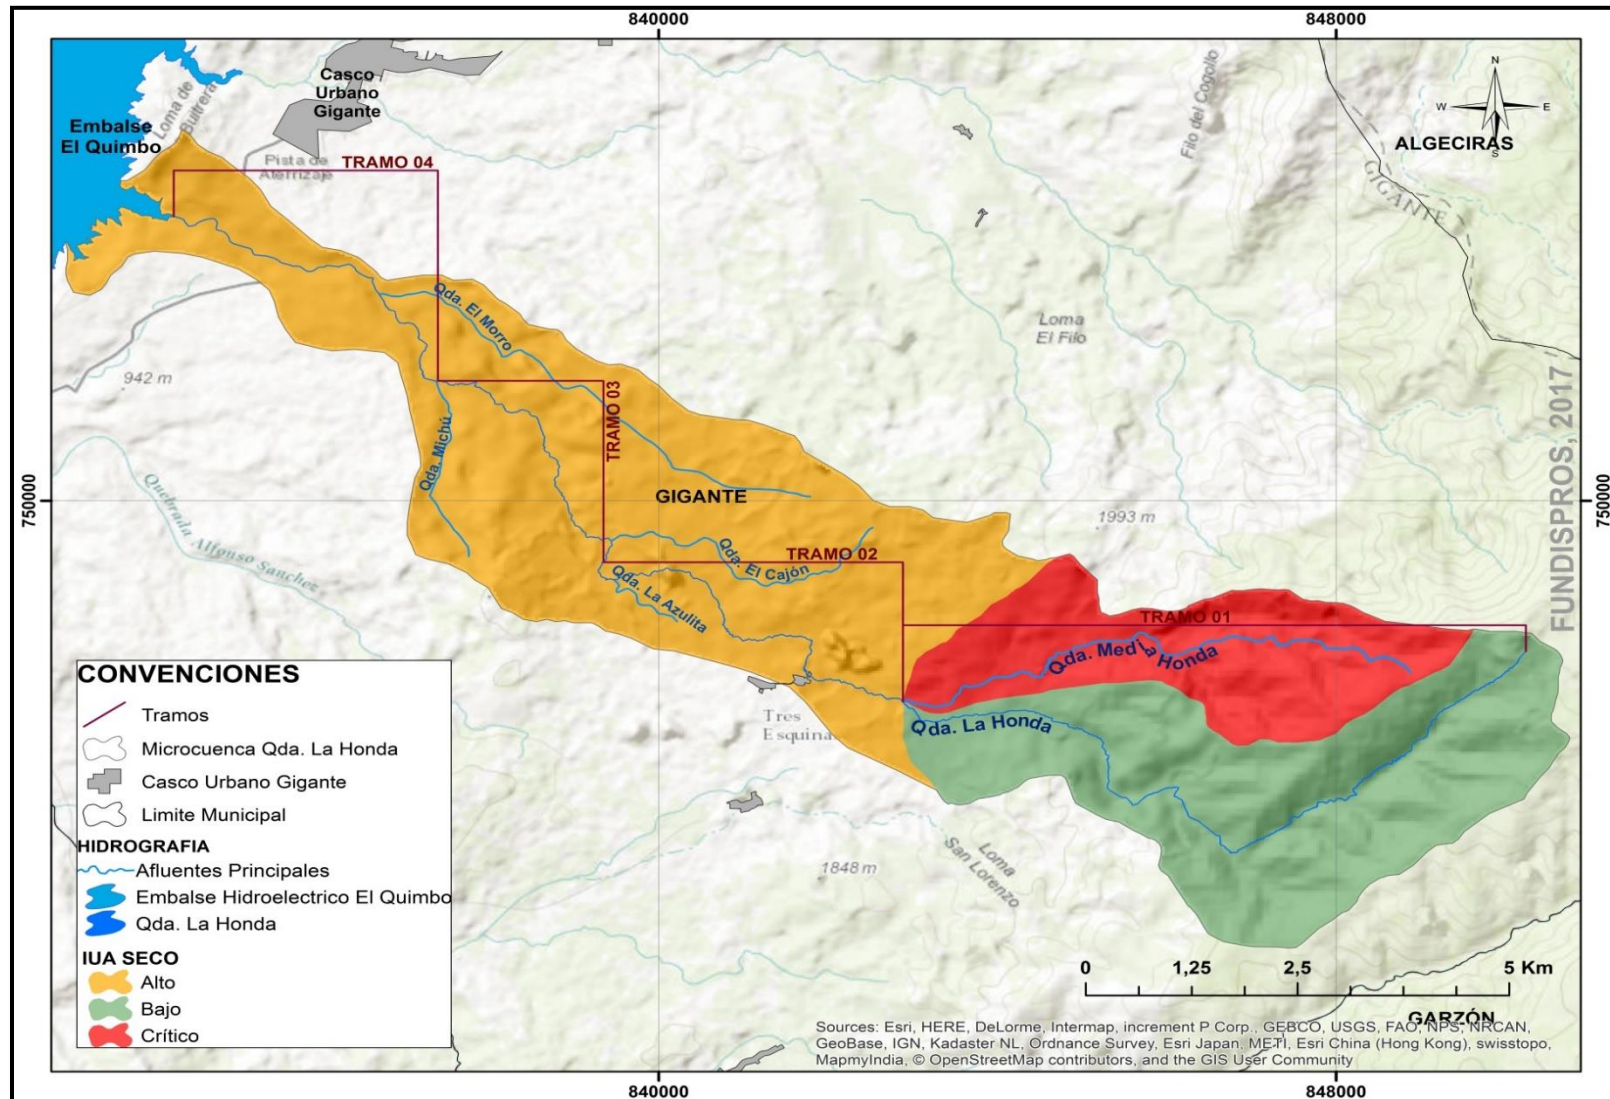 840000
848000
Casco
Urbano
Gigante
Loma de
Buitrera
Embalse
El Quimbo
Pista de
Aterrizaje
TRAMO 04
Filo del Cogollo
N
W
E
S
ALGECIRAS
GIGANTE
Qda. El Morro
Loma
El Filo
942 m
TRAMO 03
Qda. Michú
750000
750000
GIGANTE
1993 m
Quebrada Alfonso Sanchez
TRAMO 02
Qda. El Cajón
Qda. La Azulita
FUNDISPROS, 2017
TRAMO 01
Qda. Med
ia Honda
Qda. La Honda
Tres
Esquina
Loma
San Lorenzo
1848 m
CONVENCIONES
Tramos
Microcuenca Qda. La Honda
Casco Urbano Gigante
Limite Municipal
HIDROGRAFIA
Afluentes Principales
Embalse Hidroelectrico El Quimbo
Qda. La Honda
IUA SECO
Alto
Bajo
Crítico
0 1,25 2,5 5 Km
GARZÓN
Sources: Esri, HERE, DeLorme, Intermap, increment P Corp., GEBCO, USGS, FAO, NPS, NRCAN,
GeoBase, IGN, Kadaster NL, Ordnance Survey, Esri Japan, METI, Esri China (Hong Kong), swisstopo,
MapmyIndia, © OpenStreetMap contributors, and the GIS User Community
840000
848000